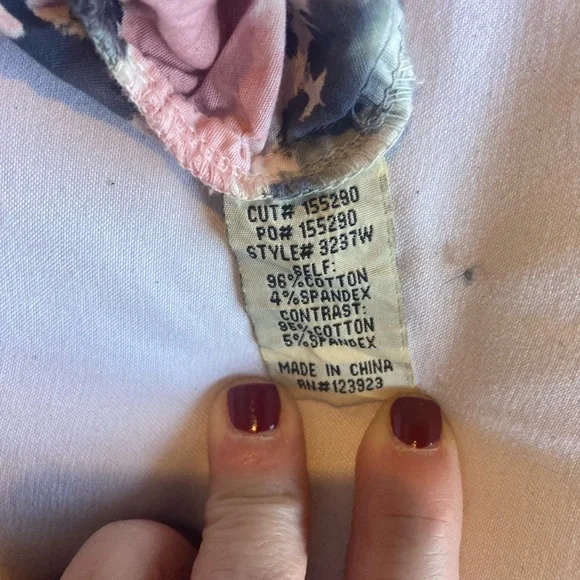 CUT# 155290
PO# 155290
STYLE# 3237W
SELF:
96%COTTON
4%SPANDEX
CONTRAST:
95%COTTON
5%SPANDEX
MADE IN CHINA
RN#123923